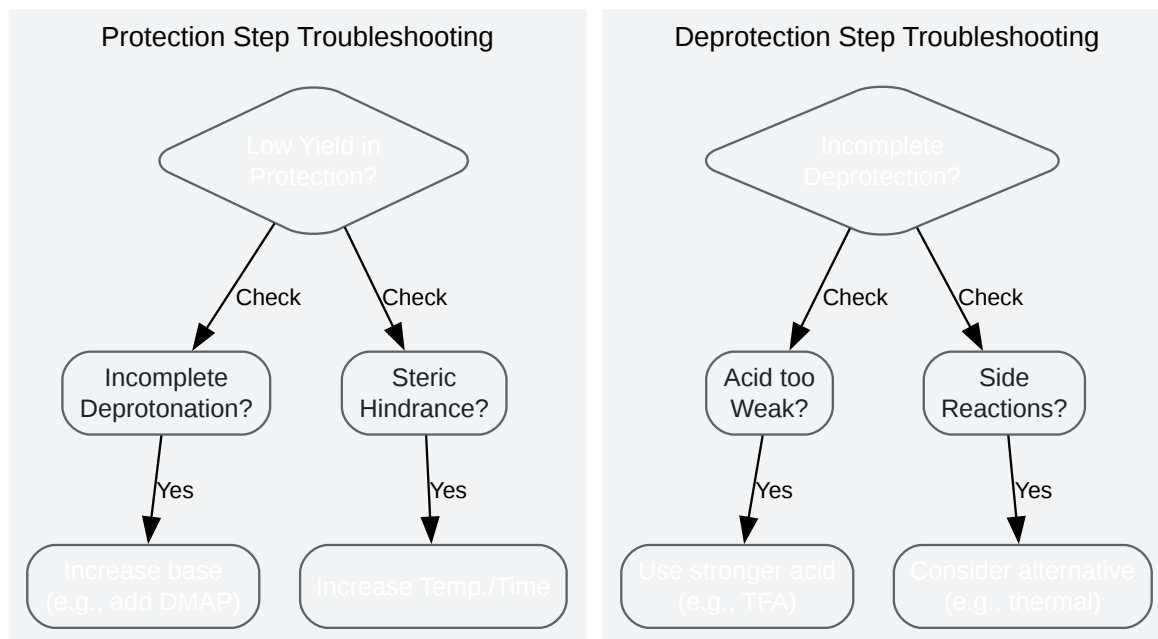 Protection Step Troubleshooting
Low Yield in
Protection?
Check
Check
Incomplete
Deprotonation?
Steric
Hindrance?
Yes
Yes
Increase base
(e.g., add DMAP)
Increase Temp./Time
Deprotection Step Troubleshooting
Incomplete
Deprotection?
Check
Check
Acid too
Weak?
Side
Reactions?
Yes
Yes
Use stronger acid
(e.g., TFA)
Consider alternative
(e.g., thermal)